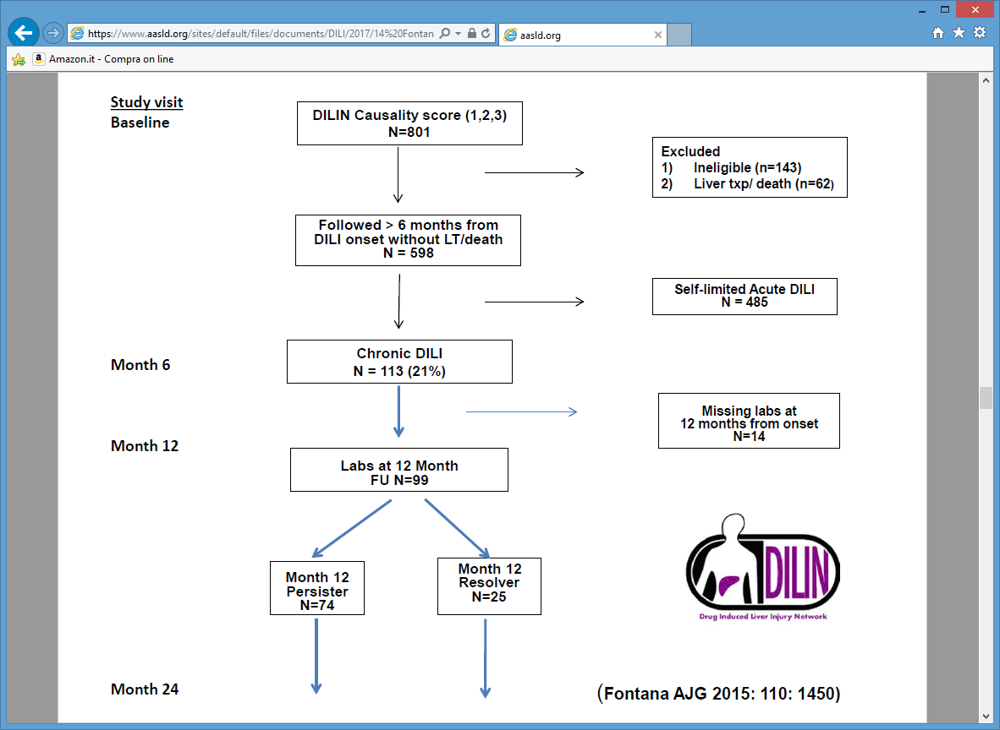 https://www.aasld.org/sites/default/files/documents/DILI/2017/14%20Fontan
aasld.org
Amazon.it - Compra on line
Study visit
Baseline
DILIN Causality score (1,2,3)
N=801
Excluded
1) Ineligible (n=143)
2) Liver txp/ death (n=62)
Followed > 6 months from
DILI onset without LT/death
N = 598
Self-limited Acute DILI
N = 485
Month 6
Chronic DILI
N = 113 (21%)
Missing labs at
12 months from onset
N=14
Month 12
Labs at 12 Month
FU N=99
Month 12
Persister
N=74
Month 12
Resolver
N=25
DILIN
Drug Induced Liver Injury Network
Month 24
(Fontana AJG 2015: 110: 1450)